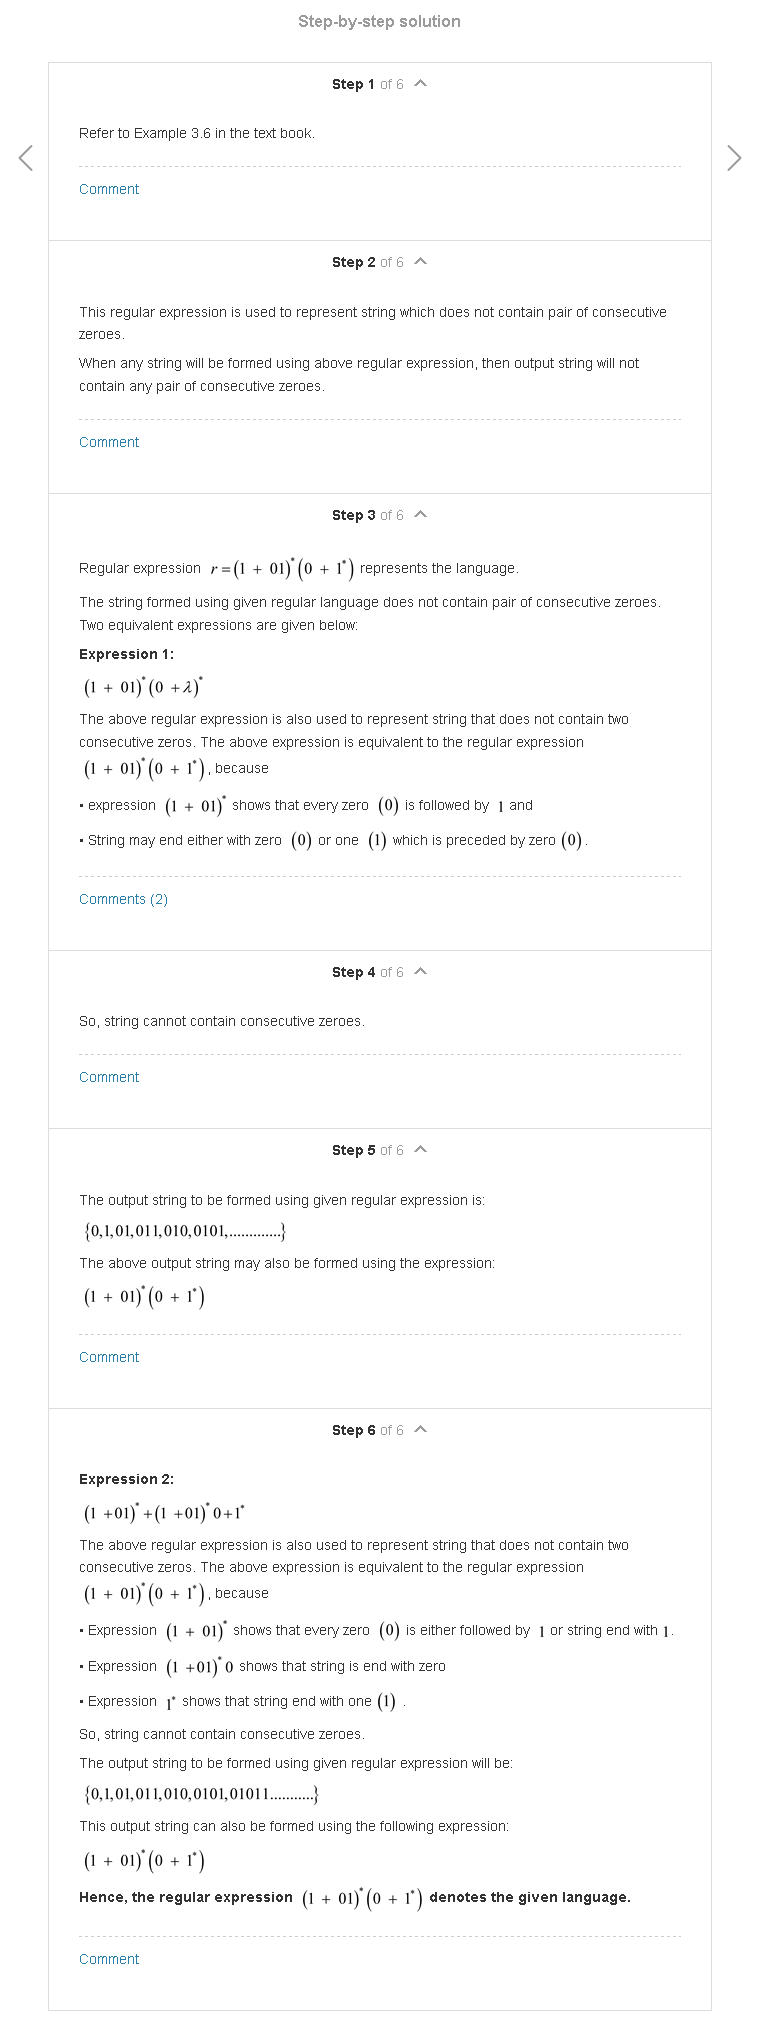 Step-by-step solution
Step 1 of 6
Refer to Example 3.6 in the text book.
Comment
Step 2 of 6
This regular expression is used to represent string which does not contain pair of consecutive
zeroes.
When any string will be formed using above regular expression, then output string will not
contain any pair of consecutive zeroes.
Comment
Step 3 of 6
Regular expression r=(1 + 01)*(0 + 1*) represents the language.
The string formed using given regular language does not contain pair of consecutive zeroes.
Two equivalent expressions are given below:
Expression 1:
(1 + 01)*(0 +λ)*
The above regular expression is also used to represent string that does not contain two
consecutive zeros. The above expression is equivalent to the regular expression
(1 + 01)*(0 + 1*), because
▪ expression (1 + 01)* shows that every zero (0) is followed by 1 and
▪ String may end either with zero (0) or one (1) which is preceded by zero (0).
Comments (2)
Step 4 of 6
So, string cannot contain consecutive zeroes.
Comment
Step 5 of 6
The output string to be formed using given regular expression is:
{0,1,01,011,010,0101,.............}
The above output string may also be formed using the expression:
(1 + 01)*(0 + 1*)
Comment
Step 6 of 6
Expression 2:
(1 +01)*+(1 +01)*0+1*
The above regular expression is also used to represent string that does not contain two
consecutive zeros. The above expression is equivalent to the regular expression
(1 + 01)*(0 + 1*), because
▪ Expression (1 + 01)* shows that every zero (0) is either followed by 1 or string end with 1.
▪ Expression (1 +01)*0 shows that string is end with zero
▪ Expression 1* shows that string end with one (1) .
So, string cannot contain consecutive zeroes.
The output string to be formed using given regular expression will be:
{0,1,01,011,010,0101,01011...........}
This output string can also be formed using the following expression:
(1 + 01)*(0 + 1*)
Hence, the regular expression (1 + 01)*(0 + 1*) denotes the given language.
Comment